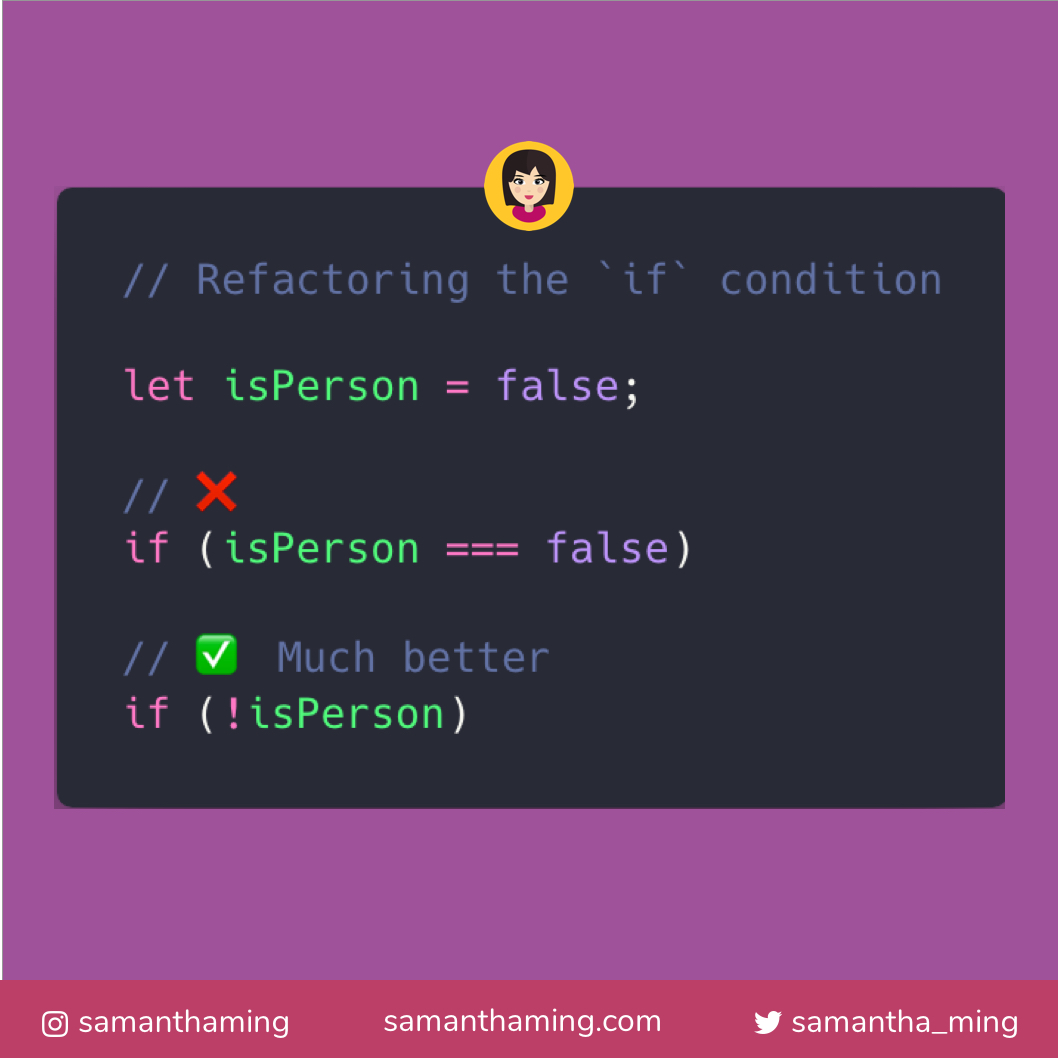 // Refactoring the `if` condition
let isPerson = false;
// ❌
if (isPerson === false)
// ✅ Much better
if (!isPerson)
samanthaming
samanthaming.com
samantha_ming